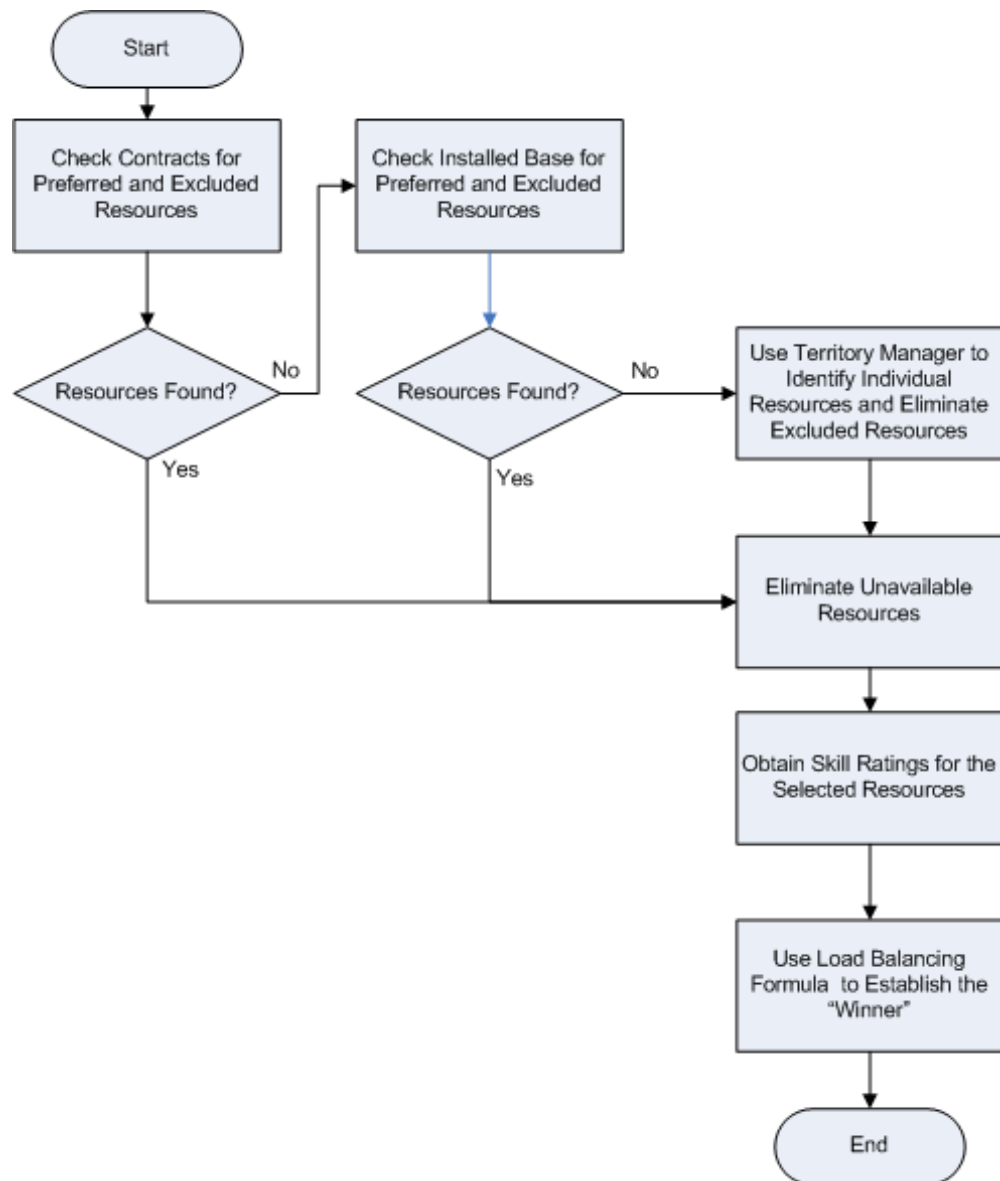 Start
Check Contracts for
Preferred and Excluded
Resources
Check Installed Base for
Preferred and Excluded
Resources
Resources Found?
No
Yes
Resources Found?
No
Yes
Use Territory Manager to
Identify Individual
Resources and Eliminate
Excluded Resources
Eliminate Unavailable
Resources
Obtain Skill Ratings for the
Selected Resources
Use Load Balancing
Formula  to Establish the
“Winner”
End